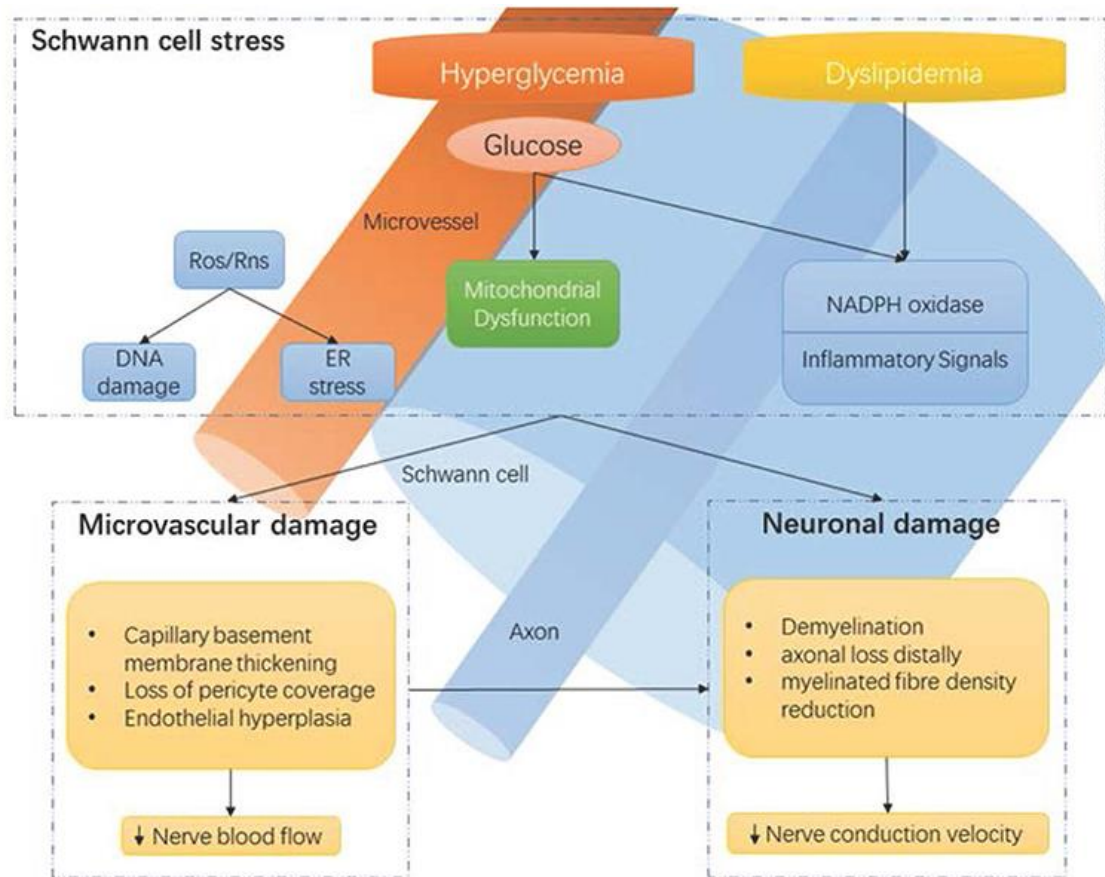 Schwann cell stress
Hyperglycemia
Dyslipidemia
Glucose
Microvessel
Ros/Rns
DNA
damage
ER
stress
Mitochondrial
Dysfunction
NADPH oxidase
Inflammatory Signals
Schwann cell
Microvascular damage
• Capillary basement
membrane thickening
• Loss of pericyte coverage
• Endothelial hyperplasia
↓ Nerve blood flow
Axon
Neuronal damage
• Demyelination
• axonal loss distally
• myelinated fibre density
reduction
↓ Nerve conduction velocity